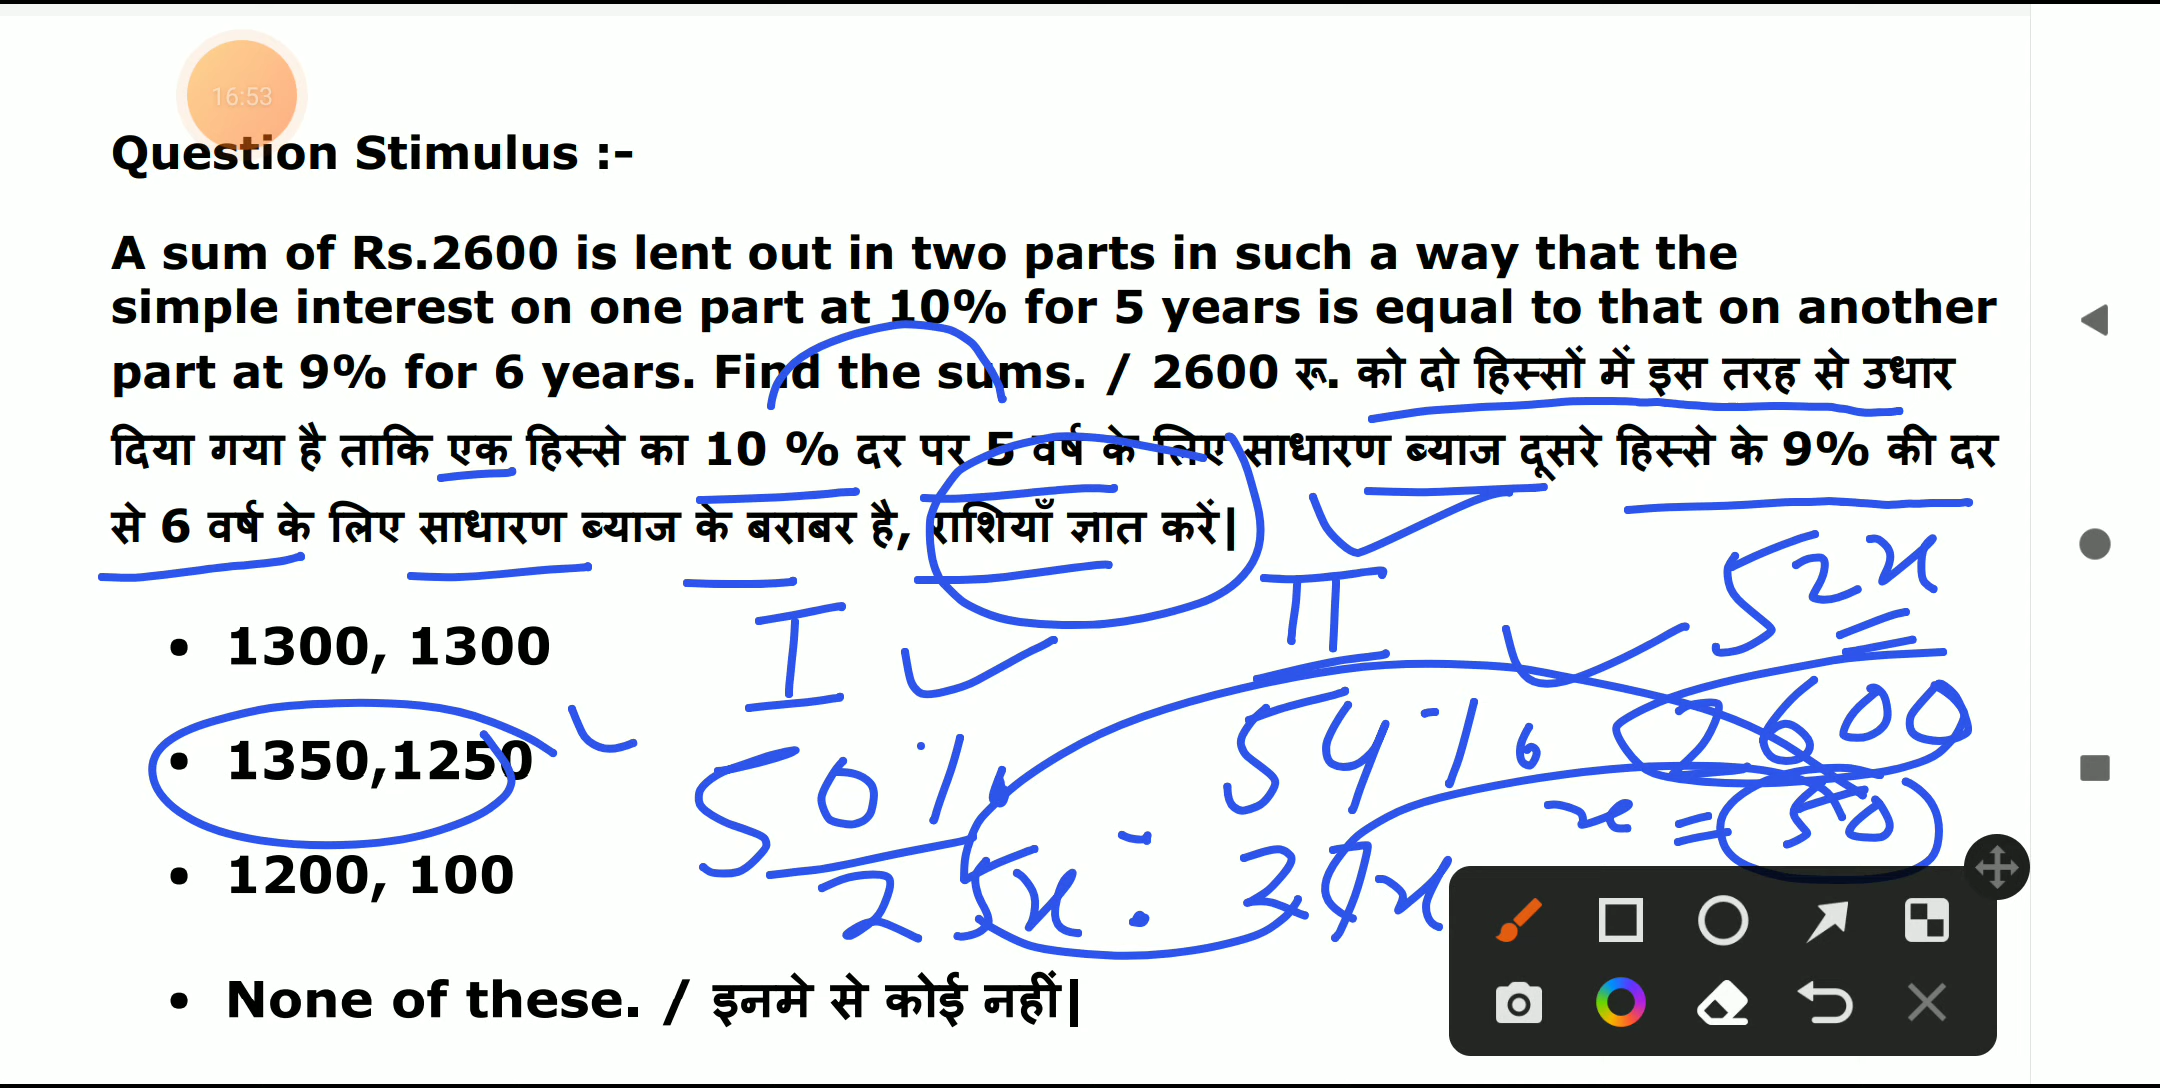 16:53
Question Stimulus :-
A sum of Rs.2600 is lent out in two parts in such a way that the
simple interest on one part at 10% for 5 years is equal to that on another
part at 9% for 6 years. Find the sums. / 2600 रू. को दो हिस्सों में इस तरह से उधार
दिया गया है ताकि एक हिस्से का 10 % दर पर 5 वर्ष के लिए साधारण ब्याज दूसरे हिस्से के 9% की दर
से 6 वर्ष के लिए साधारण ब्याज के बराबर है, राशियाँ ज्ञात करें|
I II 52x
• 1300, 1300
• 1350,1250
50% 54% 2600
x = 50
• 1200, 100
• None of these. / इनमे से कोई नहीं|